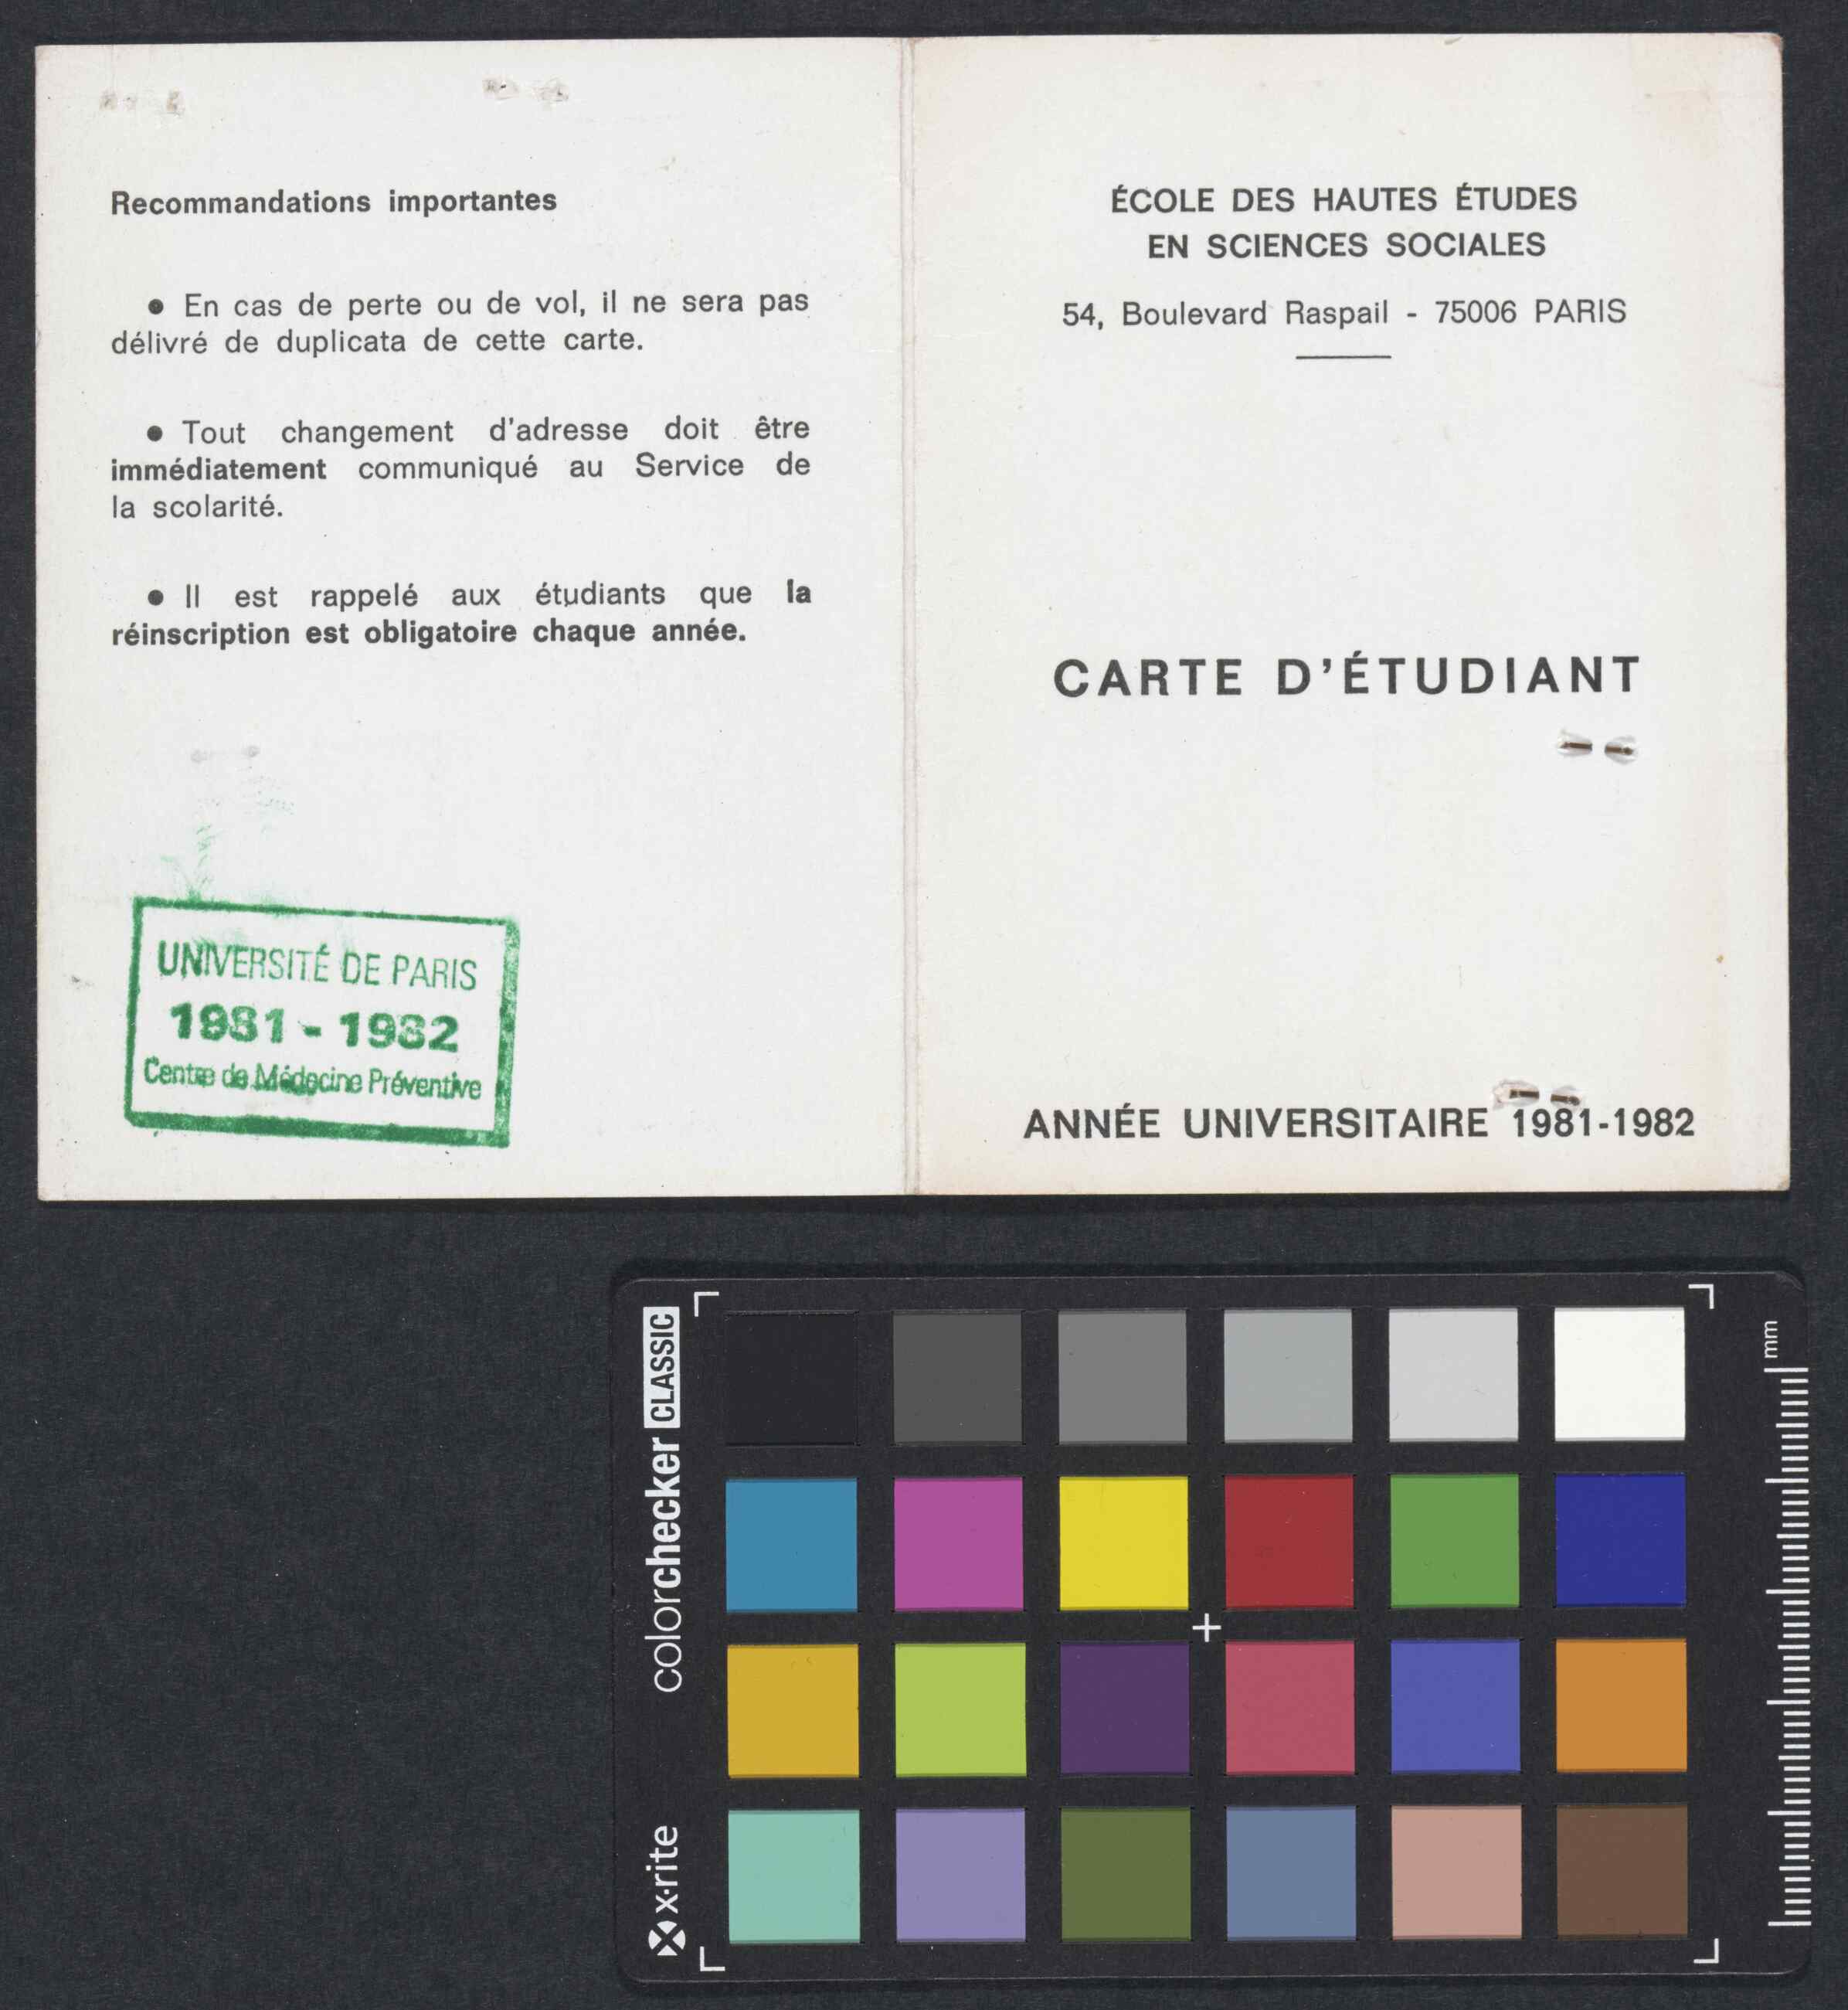 Recommandations importantes
● En cas de perte ou de vol, il ne sera pas
délivré de duplicata de cette carte.
● Tout changement d'adresse doit être
immédiatement communiqué au Service de
la scolarité.
● Il est rappelé aux étudiants que la
réinscription est obligatoire chaque année.
UNIVERSITÉ DE PARIS
1981 - 1982
Centre de Médecine Préventive
ÉCOLE DES HAUTES ÉTUDES
EN SCIENCES SOCIALES
54, Boulevard Raspail - 75006 PARIS
CARTE D'ÉTUDIANT
ANNÉE UNIVERSITAIRE 1981-1982
x·rite colorchecker CLASSIC
mm